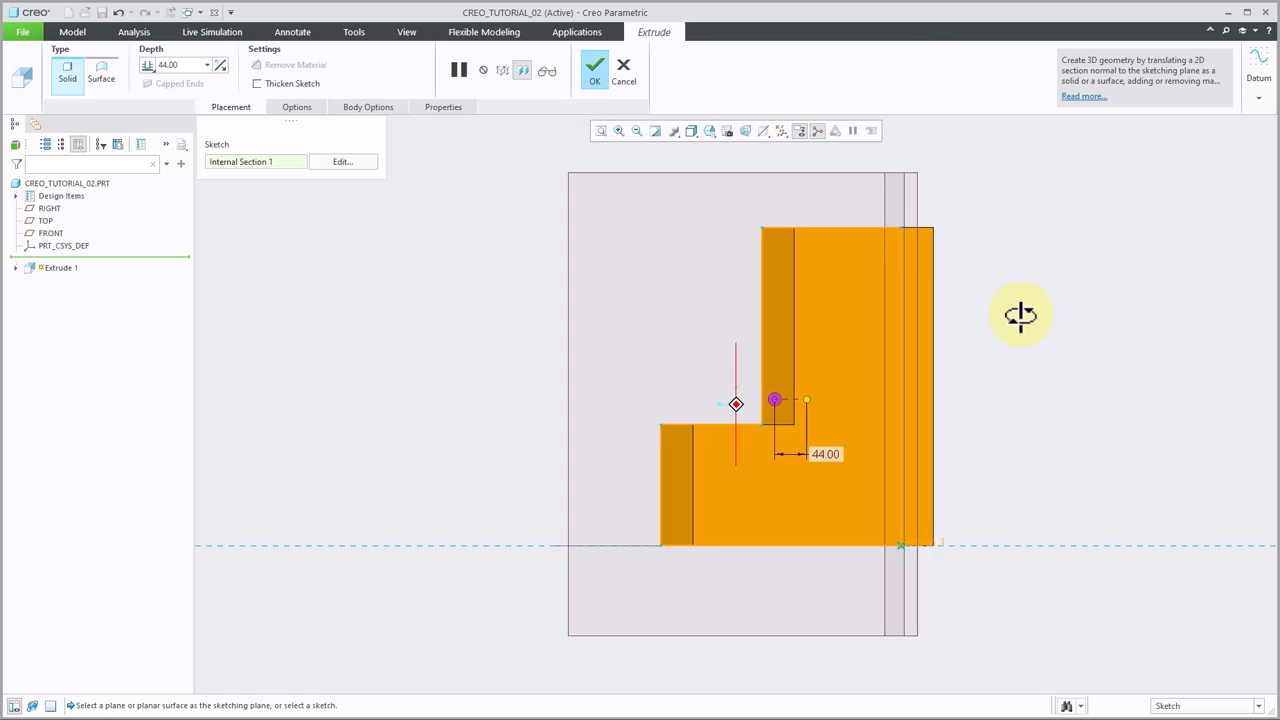 creo
CREO_TUTORIAL_02 (Active) - Creo Parametric
File Model Analysis Live Simulation Annotate Tools View Flexible Modeling Applications Extrude
Type Depth Settings
Solid Surface
44.00
Capped Ends
Remove Material
Thicken Sketch
OK Cancel
Create 3D geometry by translating a 2D
section normal to the sketching plane as a
solid or a surface, adding or removing ma...
Read more...
Datum
Placement Options Body Options Properties
Sketch
Internal Section 1 Edit...
CREO_TUTORIAL_02.PRT
Design Items
RIGHT
TOP
FRONT
PRT_CSYS_DEF
Extrude 1
44.00
Select a plane or planar surface as the sketching plane, or select a sketch.
Sketch